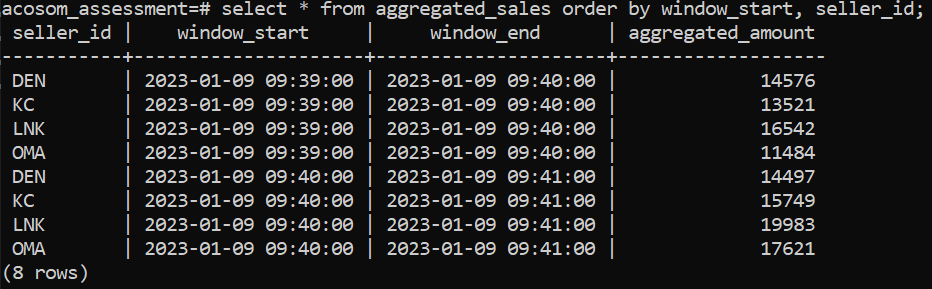 acosom_assessment=# select * from aggregated_sales order by window_start, seller_id;
 seller_id |    window_start     |     window_end      | aggregated_amount
-----------+---------------------+---------------------+-------------------
 DEN       | 2023-01-09 09:39:00 | 2023-01-09 09:40:00 |             14576
 KC        | 2023-01-09 09:39:00 | 2023-01-09 09:40:00 |             13521
 LNK       | 2023-01-09 09:39:00 | 2023-01-09 09:40:00 |             16542
 OMA       | 2023-01-09 09:39:00 | 2023-01-09 09:40:00 |             11484
 DEN       | 2023-01-09 09:40:00 | 2023-01-09 09:41:00 |             14497
 KC        | 2023-01-09 09:40:00 | 2023-01-09 09:41:00 |             15749
 LNK       | 2023-01-09 09:40:00 | 2023-01-09 09:41:00 |             19983
 OMA       | 2023-01-09 09:40:00 | 2023-01-09 09:41:00 |             17621
(8 rows)